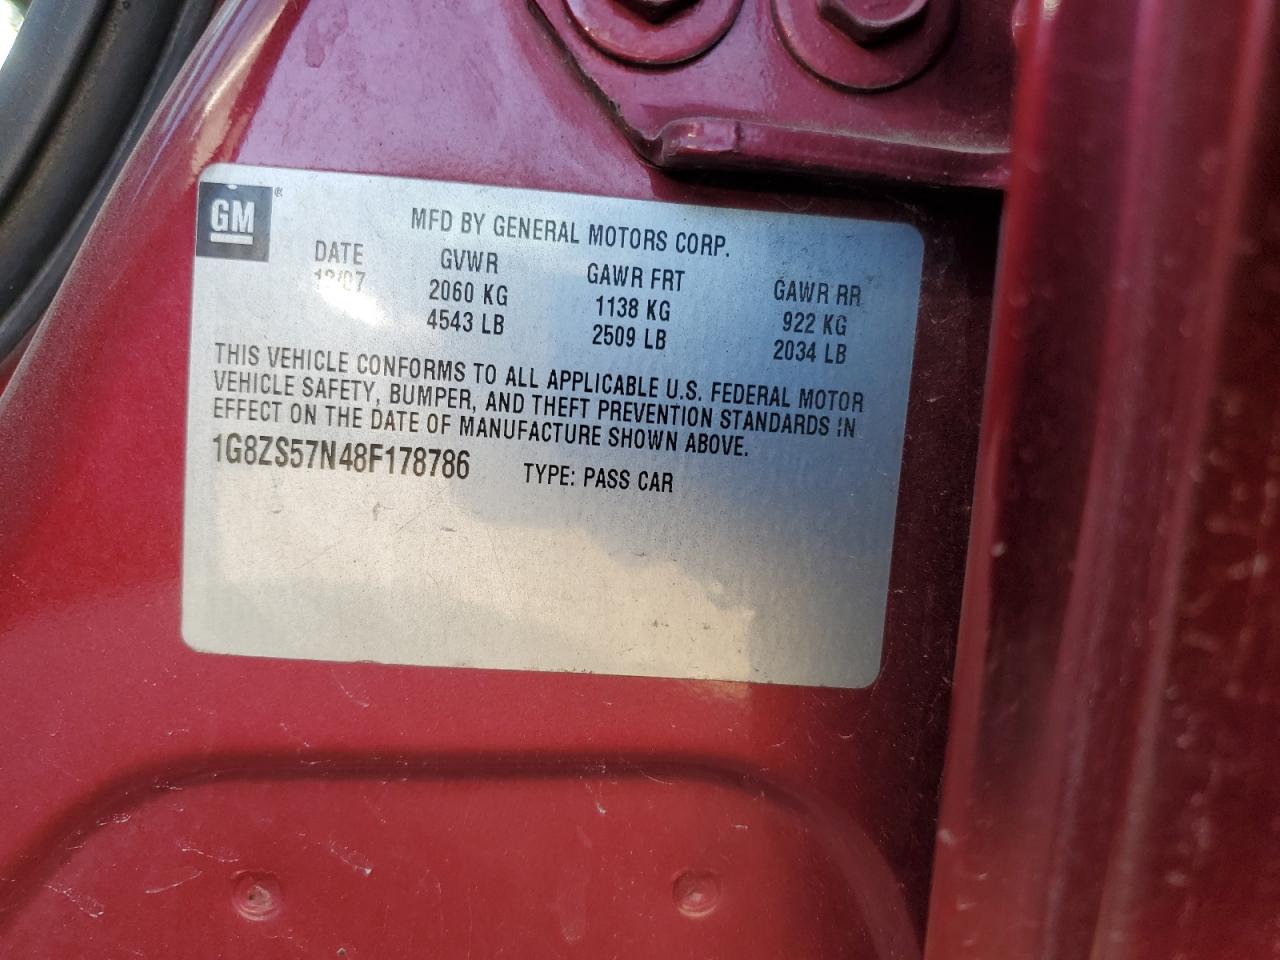 GM ®
MFD BY GENERAL MOTORS CORP.
DATE GVWR GAWR FRT GAWR RR
12/07 2060 KG 1138 KG 922 KG
4543 LB 2509 LB 2034 LB
THIS VEHICLE CONFORMS TO ALL APPLICABLE U.S. FEDERAL MOTOR
VEHICLE SAFETY, BUMPER, AND THEFT PREVENTION STANDARDS IN
EFFECT ON THE DATE OF MANUFACTURE SHOWN ABOVE.
1G8ZS57N48F178786 TYPE: PASS CAR